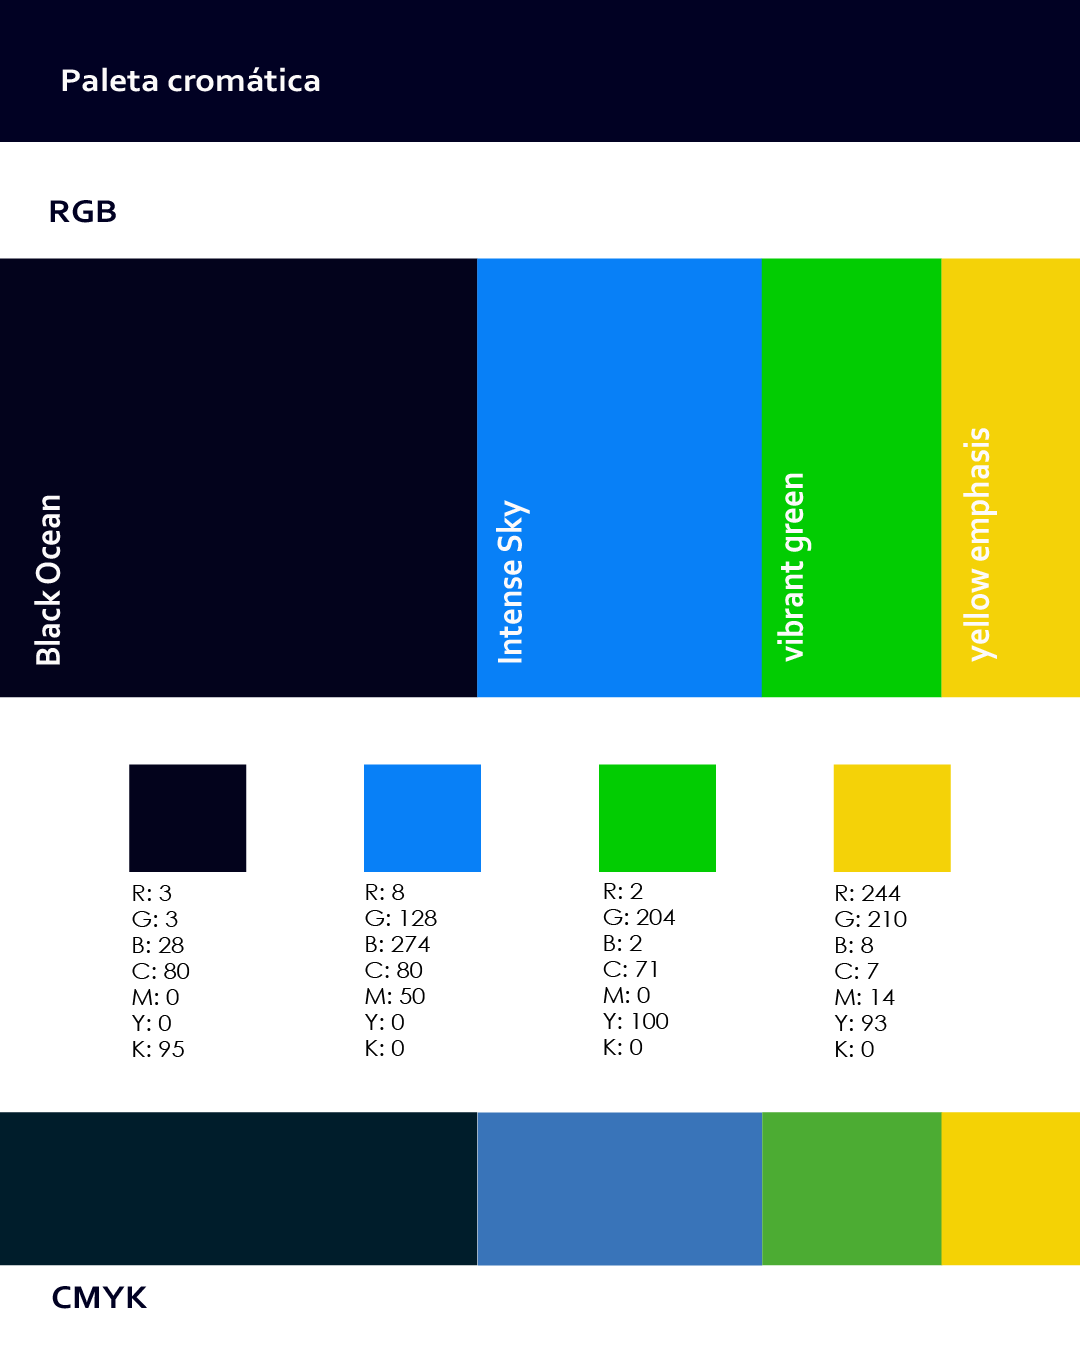 Paleta cromática
RGB
Black Ocean
Intense Sky
vibrant green
yellow emphasis
R: 3
G: 3
B: 28
C: 80
M: 0
Y: 0
K: 95
R: 8
G: 128
B: 274
C: 80
M: 50
Y: 0
K: 0
R: 2
G: 204
B: 2
C: 71
M: 0
Y: 100
K: 0
R: 244
G: 210
B: 8
C: 7
M: 14
Y: 93
K: 0
CMYK